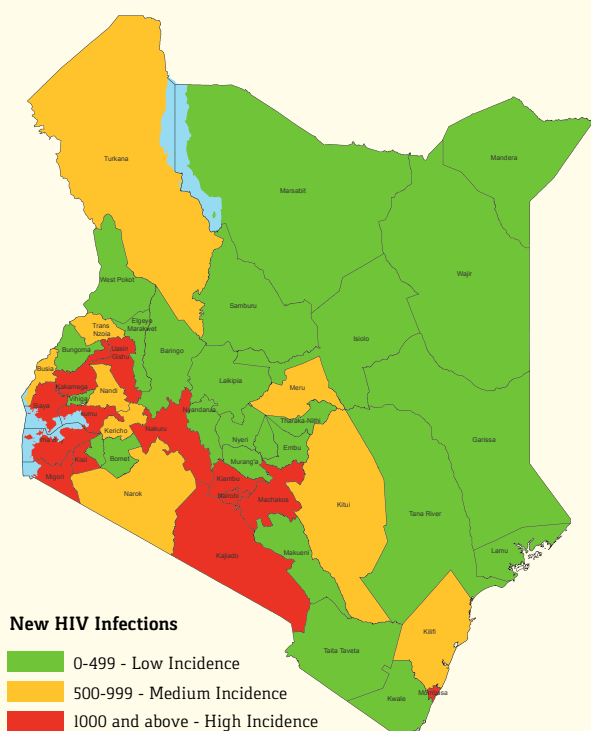 Turkana
Mandera
Marsabit
Wajir
West Pokot
Samburu
Elgeyo
Marakwet
Trans
Nzoia
Isiolo
Uasin
Gishu
Bungoma
Baringo
Busia
Laikipia
Kakamega
Nandi
Meru
Vihiga
Siaya
Nyandarua
Tharaka-Nithi
Kericho
Nakuru
Nyeri
Embu
Garissa
Bomet
Kisii
Murang'a
Migori
Kiambu
Narok
Nairobi
Machakos
Kitui
Tana River
Kajiado
Makueni
Lamu
Kilifi
Taita Taveta
Mombasa
Kwale
New HIV Infections
0-499 - Low Incidence
500-999 - Medium Incidence
1000 and above - High Incidence